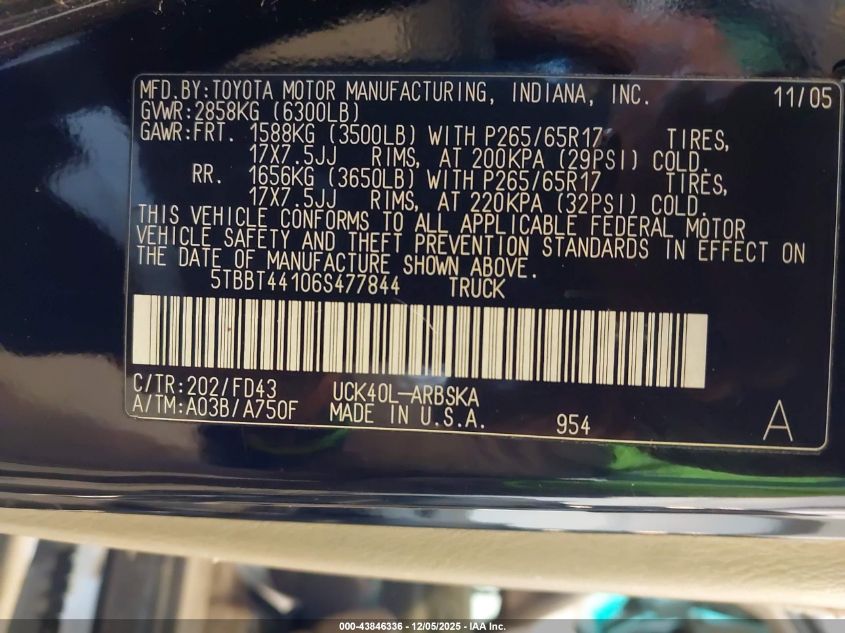 MFD.BY:TOYOTA MOTOR MANUFACTURING, INDIANA, INC. 11/05
GVWR:2858KG (6300LB)
GAWR:FRT. 1588KG (3500LB) WITH P265/65R17 TIRES,
17X7.5JJ RIMS, AT 200KPA (29PSI) COLD.
RR. 1656KG (3650LB) WITH P265/65R17 TIRES,
17X7.5JJ RIMS, AT 220KPA (32PSI) COLD.
THIS VEHICLE CONFORMS TO ALL APPLICABLE FEDERAL MOTOR
VEHICLE SAFETY AND THEFT PREVENTION STANDARDS IN EFFECT ON
THE DATE OF MANUFACTURE SHOWN ABOVE.
5TBBT44106S477844 TRUCK
C/TR:202/FD43 UCK40L-ARBSKA
A/TM:A03B/A750F MADE IN U.S.A. 954 A
000-43846336 - 12/05/2025 - IAA Inc.